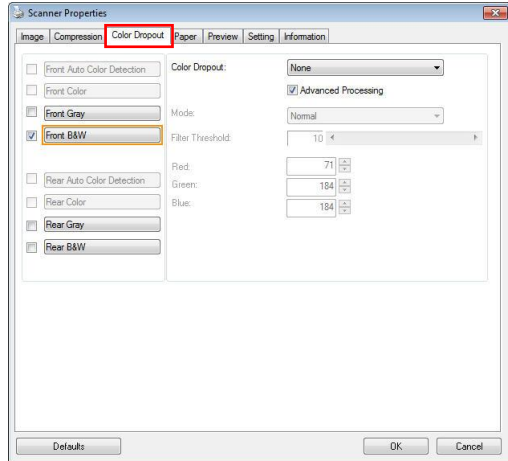 Scanner Properties
Image Compression Color Dropout Paper Preview Setting Information
Front Auto Color Detection
Front Color
Front Gray
Front B&W
Rear Auto Color Detection
Rear Color
Rear Gray
Rear B&W
Color Dropout: None
Advanced Processing
Mode: Normal
Filter Threshold: 10
Red: 71
Green: 184
Blue: 184
Defaults OK Cancel